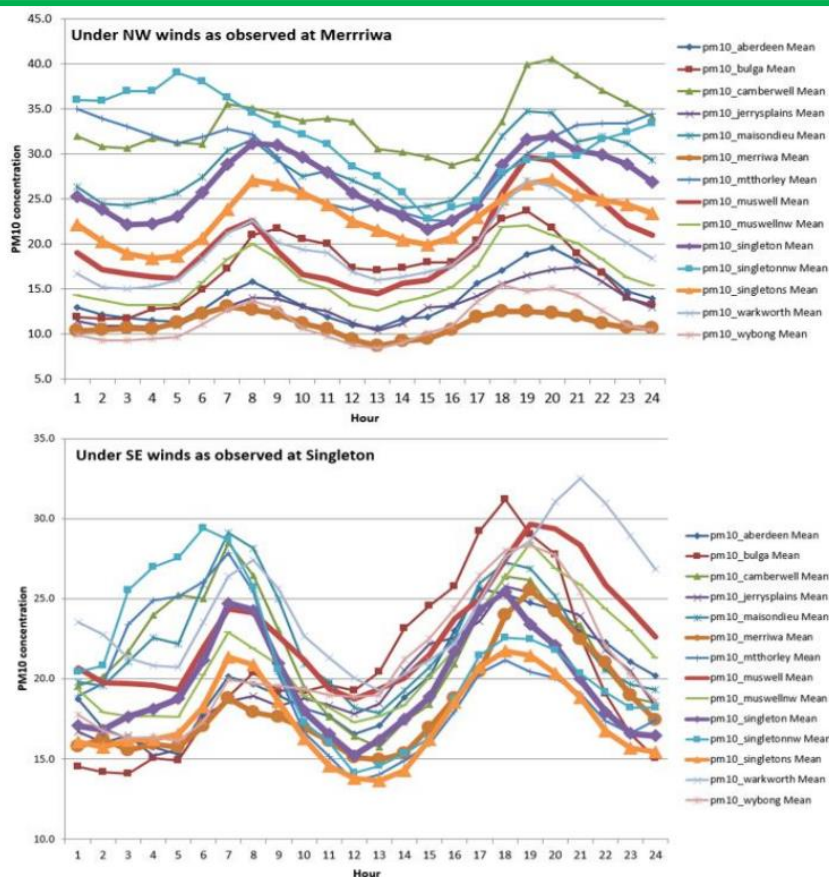 45.0
Under NW winds as observed at Merrriwa
40.0
35.0
30.0
25.0
20.0
15.0
10.0
5.0
PM10 concentration
1 2 3 4 5 6 7 8 9 10 11 12 13 14 15 16 17 18 19 20 21 22 23 24
Hour
pm10_aberdeen Mean
pm10_bulga Mean
pm10_camberwell Mean
pm10_jerrysplains Mean
pm10_maisondieu Mean
pm10_merriwa Mean
pm10_mtthorley Mean
pm10_muswell Mean
pm10_muswellnw Mean
pm10_singleton Mean
pm10_singletonnw Mean
pm10_singletons Mean
pm10_warkworth Mean
pm10_wybong Mean
35.0
Under SE winds as observed at Singleton
30.0
25.0
20.0
15.0
10.0
PM10 concentration
1 2 3 4 5 6 7 8 9 10 11 12 13 14 15 16 17 18 19 20 21 22 23 24
Hour
pm10_aberdeen Mean
pm10_bulga Mean
pm10_camberwell Mean
pm10_jerrysplains Mean
pm10_maisondieu Mean
pm10_merriwa Mean
pm10_mtthorley Mean
pm10_muswell Mean
pm10_muswellnw Mean
pm10_singleton Mean
pm10_singletonnw Mean
pm10_singletons Mean
pm10_warkworth Mean
pm10_wybong Mean